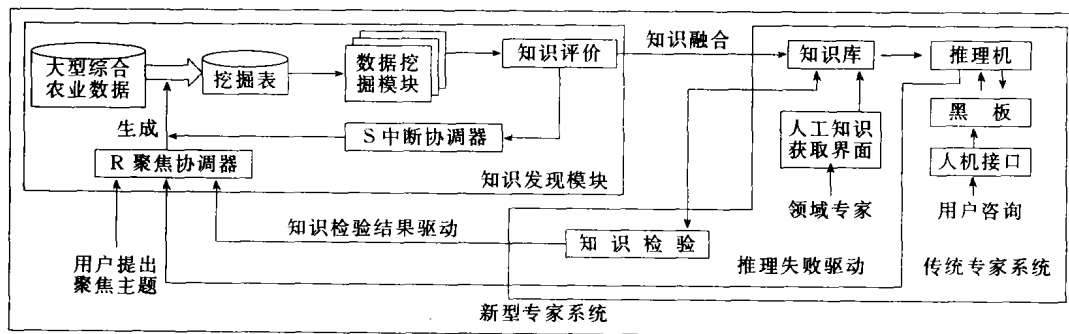 大型综合
农业数据
挖掘表
数据挖
掘模块
知识评价
知识融合
知识库
推理机
生成
S中断协调器
人工知识
获取界面
黑 板
R聚焦协调器
人机接口
知识发现模块
领域专家
用户咨询
知识检验结果驱动
知 识 检 验
用户提出
聚焦主题
推理失败驱动
传统专家系统
新型专家系统